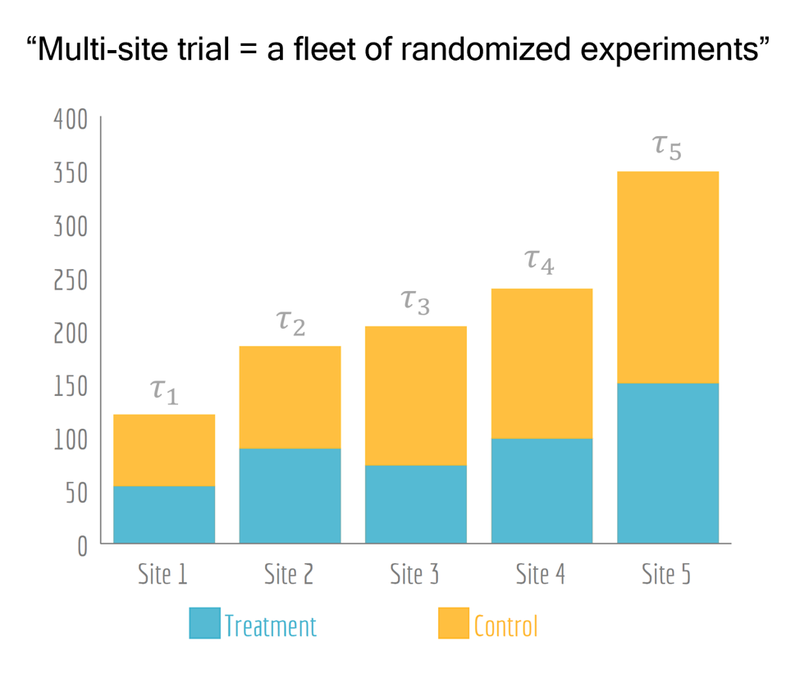 “Multi-site trial = a fleet of randomized experiments”
400
350
300
250
200
150
100
50
0
τ1
τ2
τ3
τ4
τ5
Site 1 Site 2 Site 3 Site 4 Site 5
Treatment Control